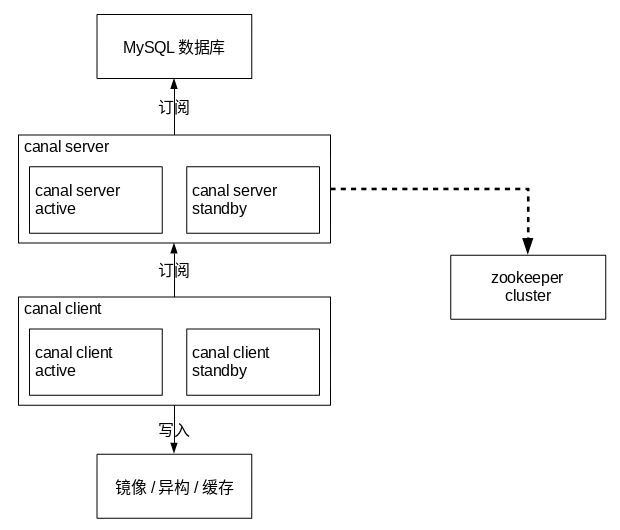 MySQL 数据库
订阅
canal server
canal server
active
canal server
standby
zookeeper
cluster
订阅
canal client
canal client
active
canal client
standby
写入
镜像 / 异构 / 缓存